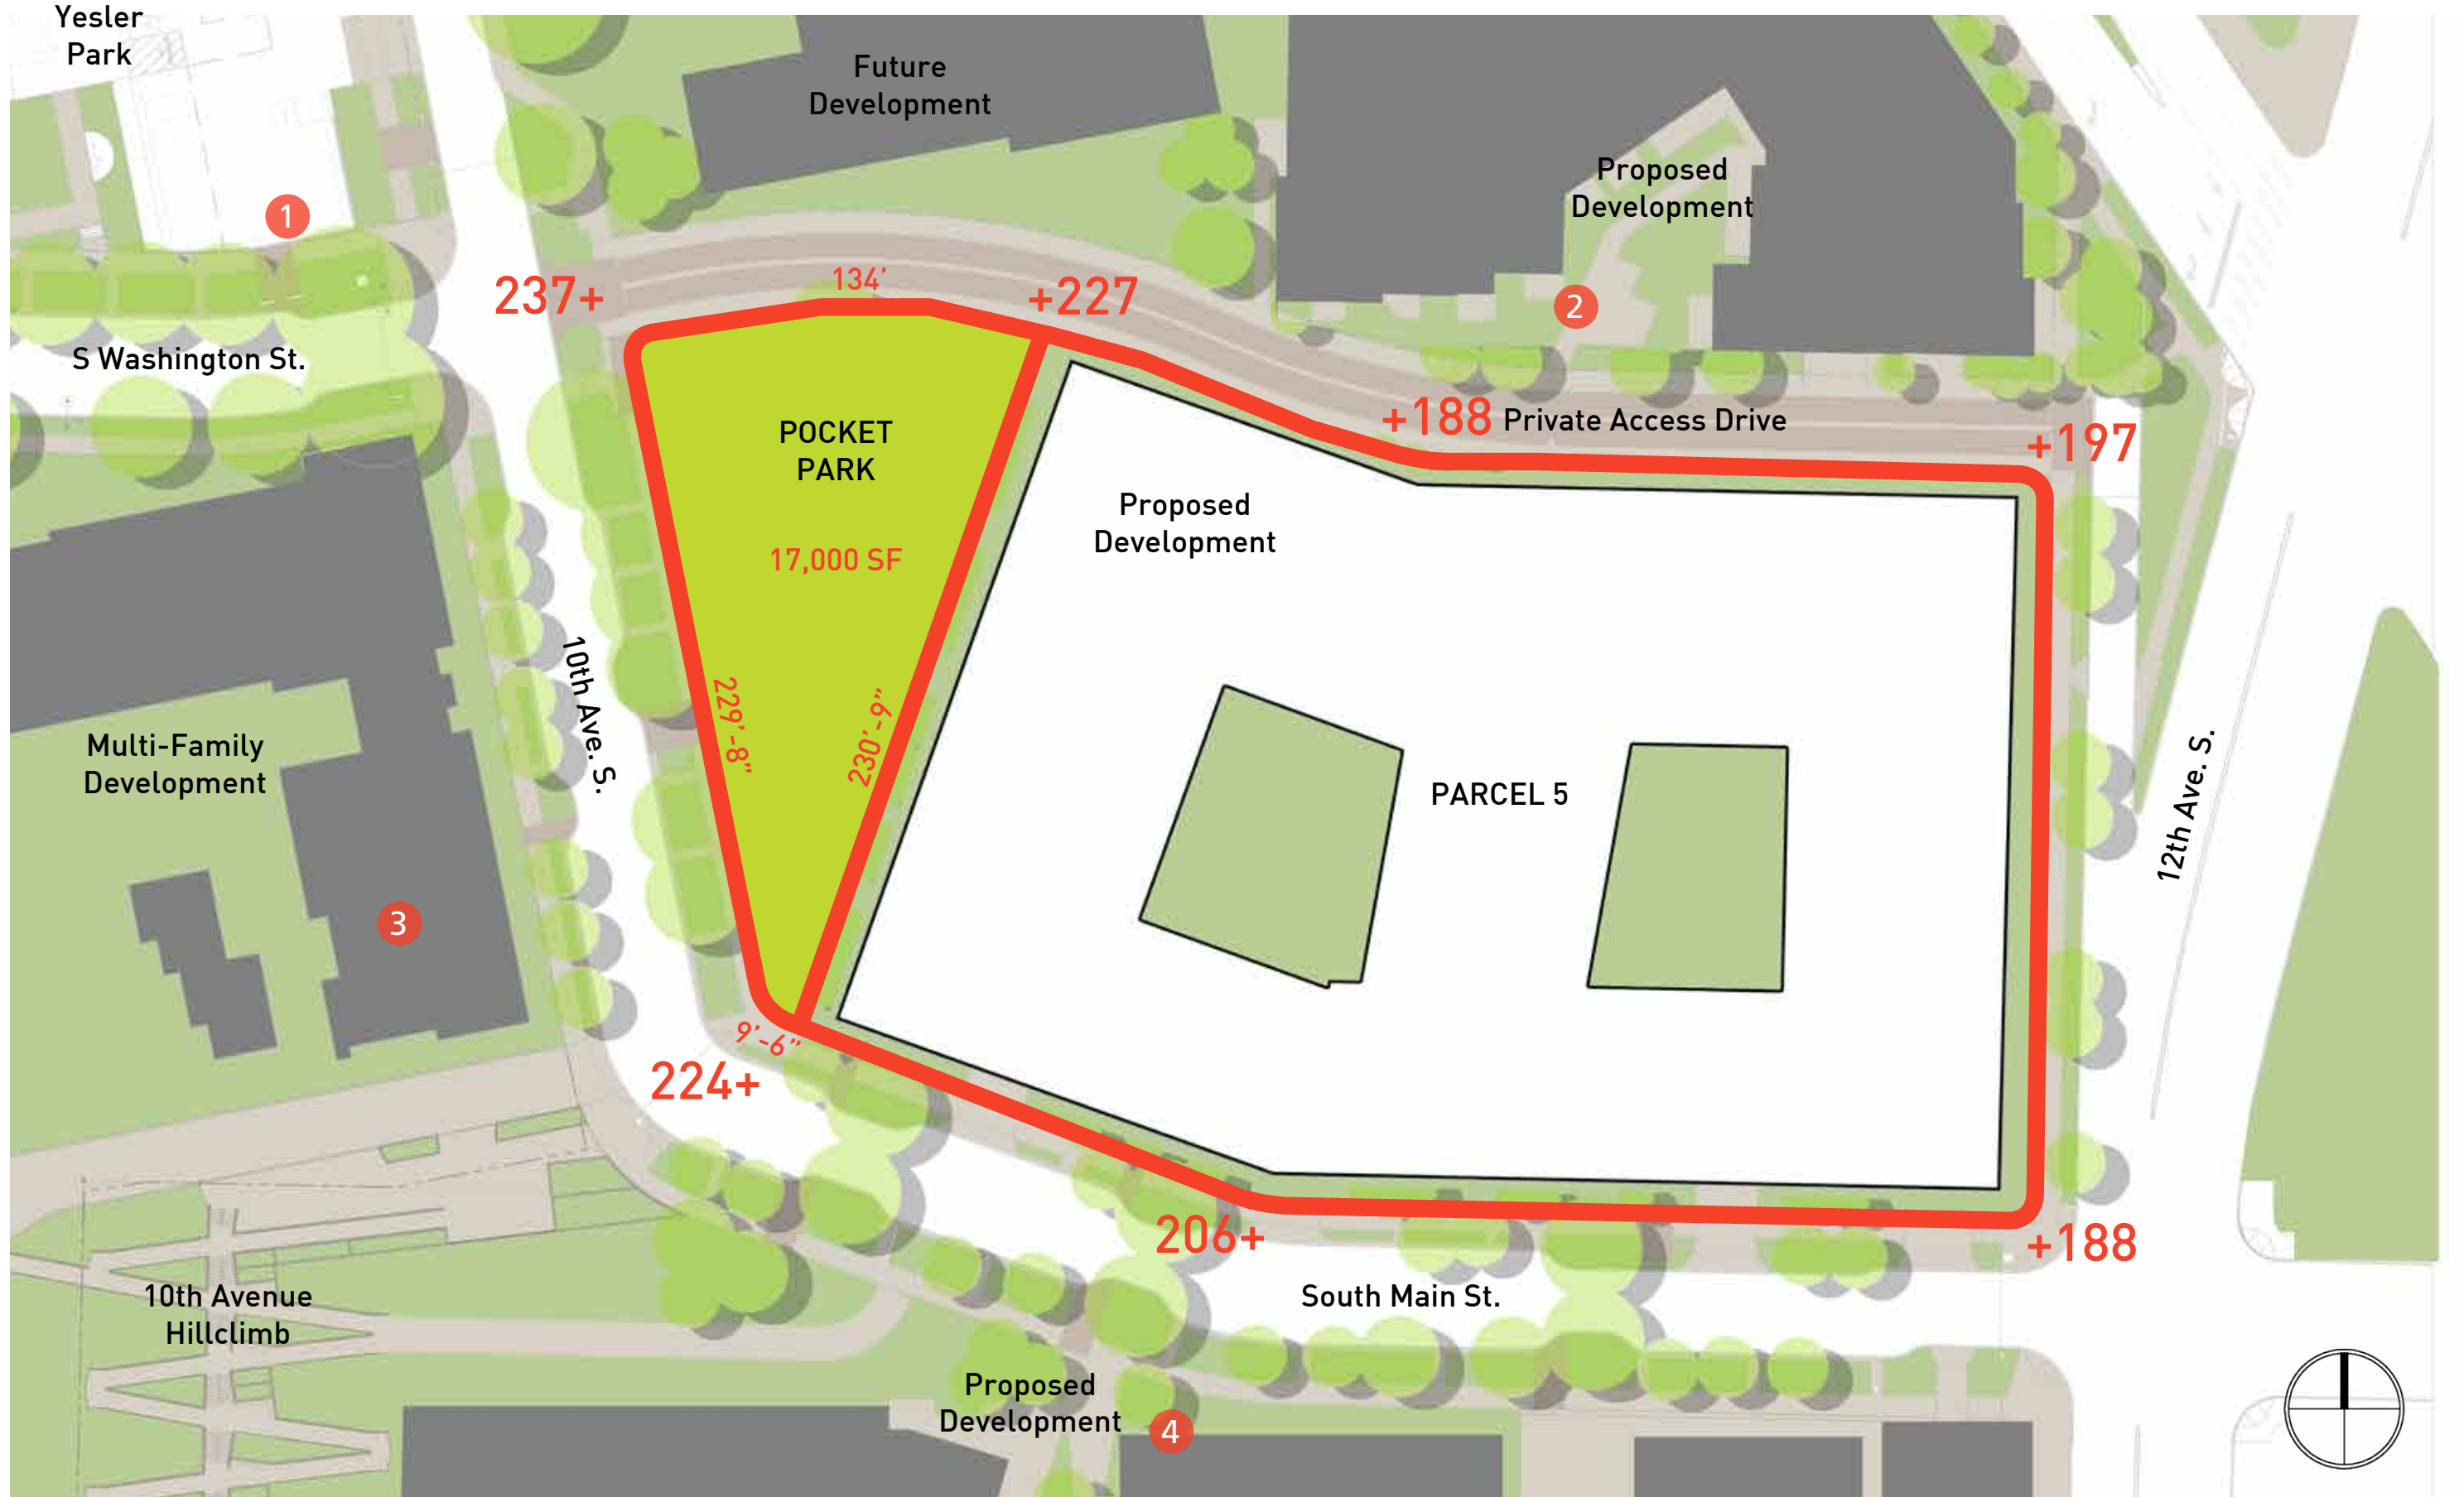 Yesler
Park
Future
Development
Proposed
Development
1
237+
134’
+227
2
S Washington St.
+188 Private Access Drive
+197
POCKET
PARK
17,000 SF
Proposed
Development
10th Ave. S.
229’-8”
230’-9”
Multi-Family
Development
PARCEL 5
12th Ave. S.
3
9’-6”
224+
206+
+188
South Main St.
10th Avenue
Hillclimb
Proposed
Development
4